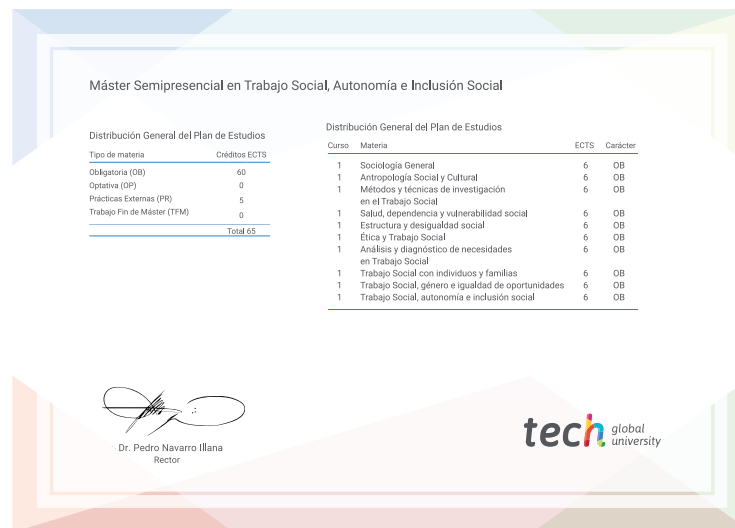 Máster Semipresencial en Trabajo Social, Autonomía e Inclusión Social
Distribución General del Plan de Estudios
Tipo de materia Créditos ECTS
Obligatoria (OB) 60
Optativa (OP) 0
Prácticas Externas (PR) 5
Trabajo Fin de Máster (TFM) 0
Total 65
Distribución General del Plan de Estudios
Curso Materia ECTS Carácter
1 Sociología General 6 OB
1 Antropología Social y Cultural 6 OB
1 Métodos y técnicas de investigación 6 OB
en el Trabajo Social
1 Salud, dependencia y vulnerabilidad social 6 OB
1 Estructura y desigualdad social 6 OB
1 Ética y Trabajo Social 6 OB
1 Análisis y diagnóstico de necesidades 6 OB
en Trabajo Social
1 Trabajo Social con individuos y familias 6 OB
1 Trabajo Social, género e igualdad de oportunidades 6 OB
1 Trabajo Social, autonomía e inclusión social 6 OB
Dr. Pedro Navarro Illana
Rector
tech global
university